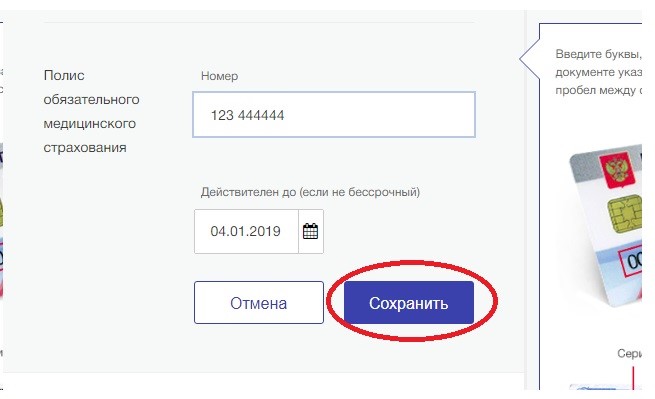 Полис
обязательного
медицинского
страхования
Номер
123 444444
Действителен до (если не бессрочный)
04.01.2019
Отмена
Сохранить
Введите буквы,
документе указ
пробел между
Сери